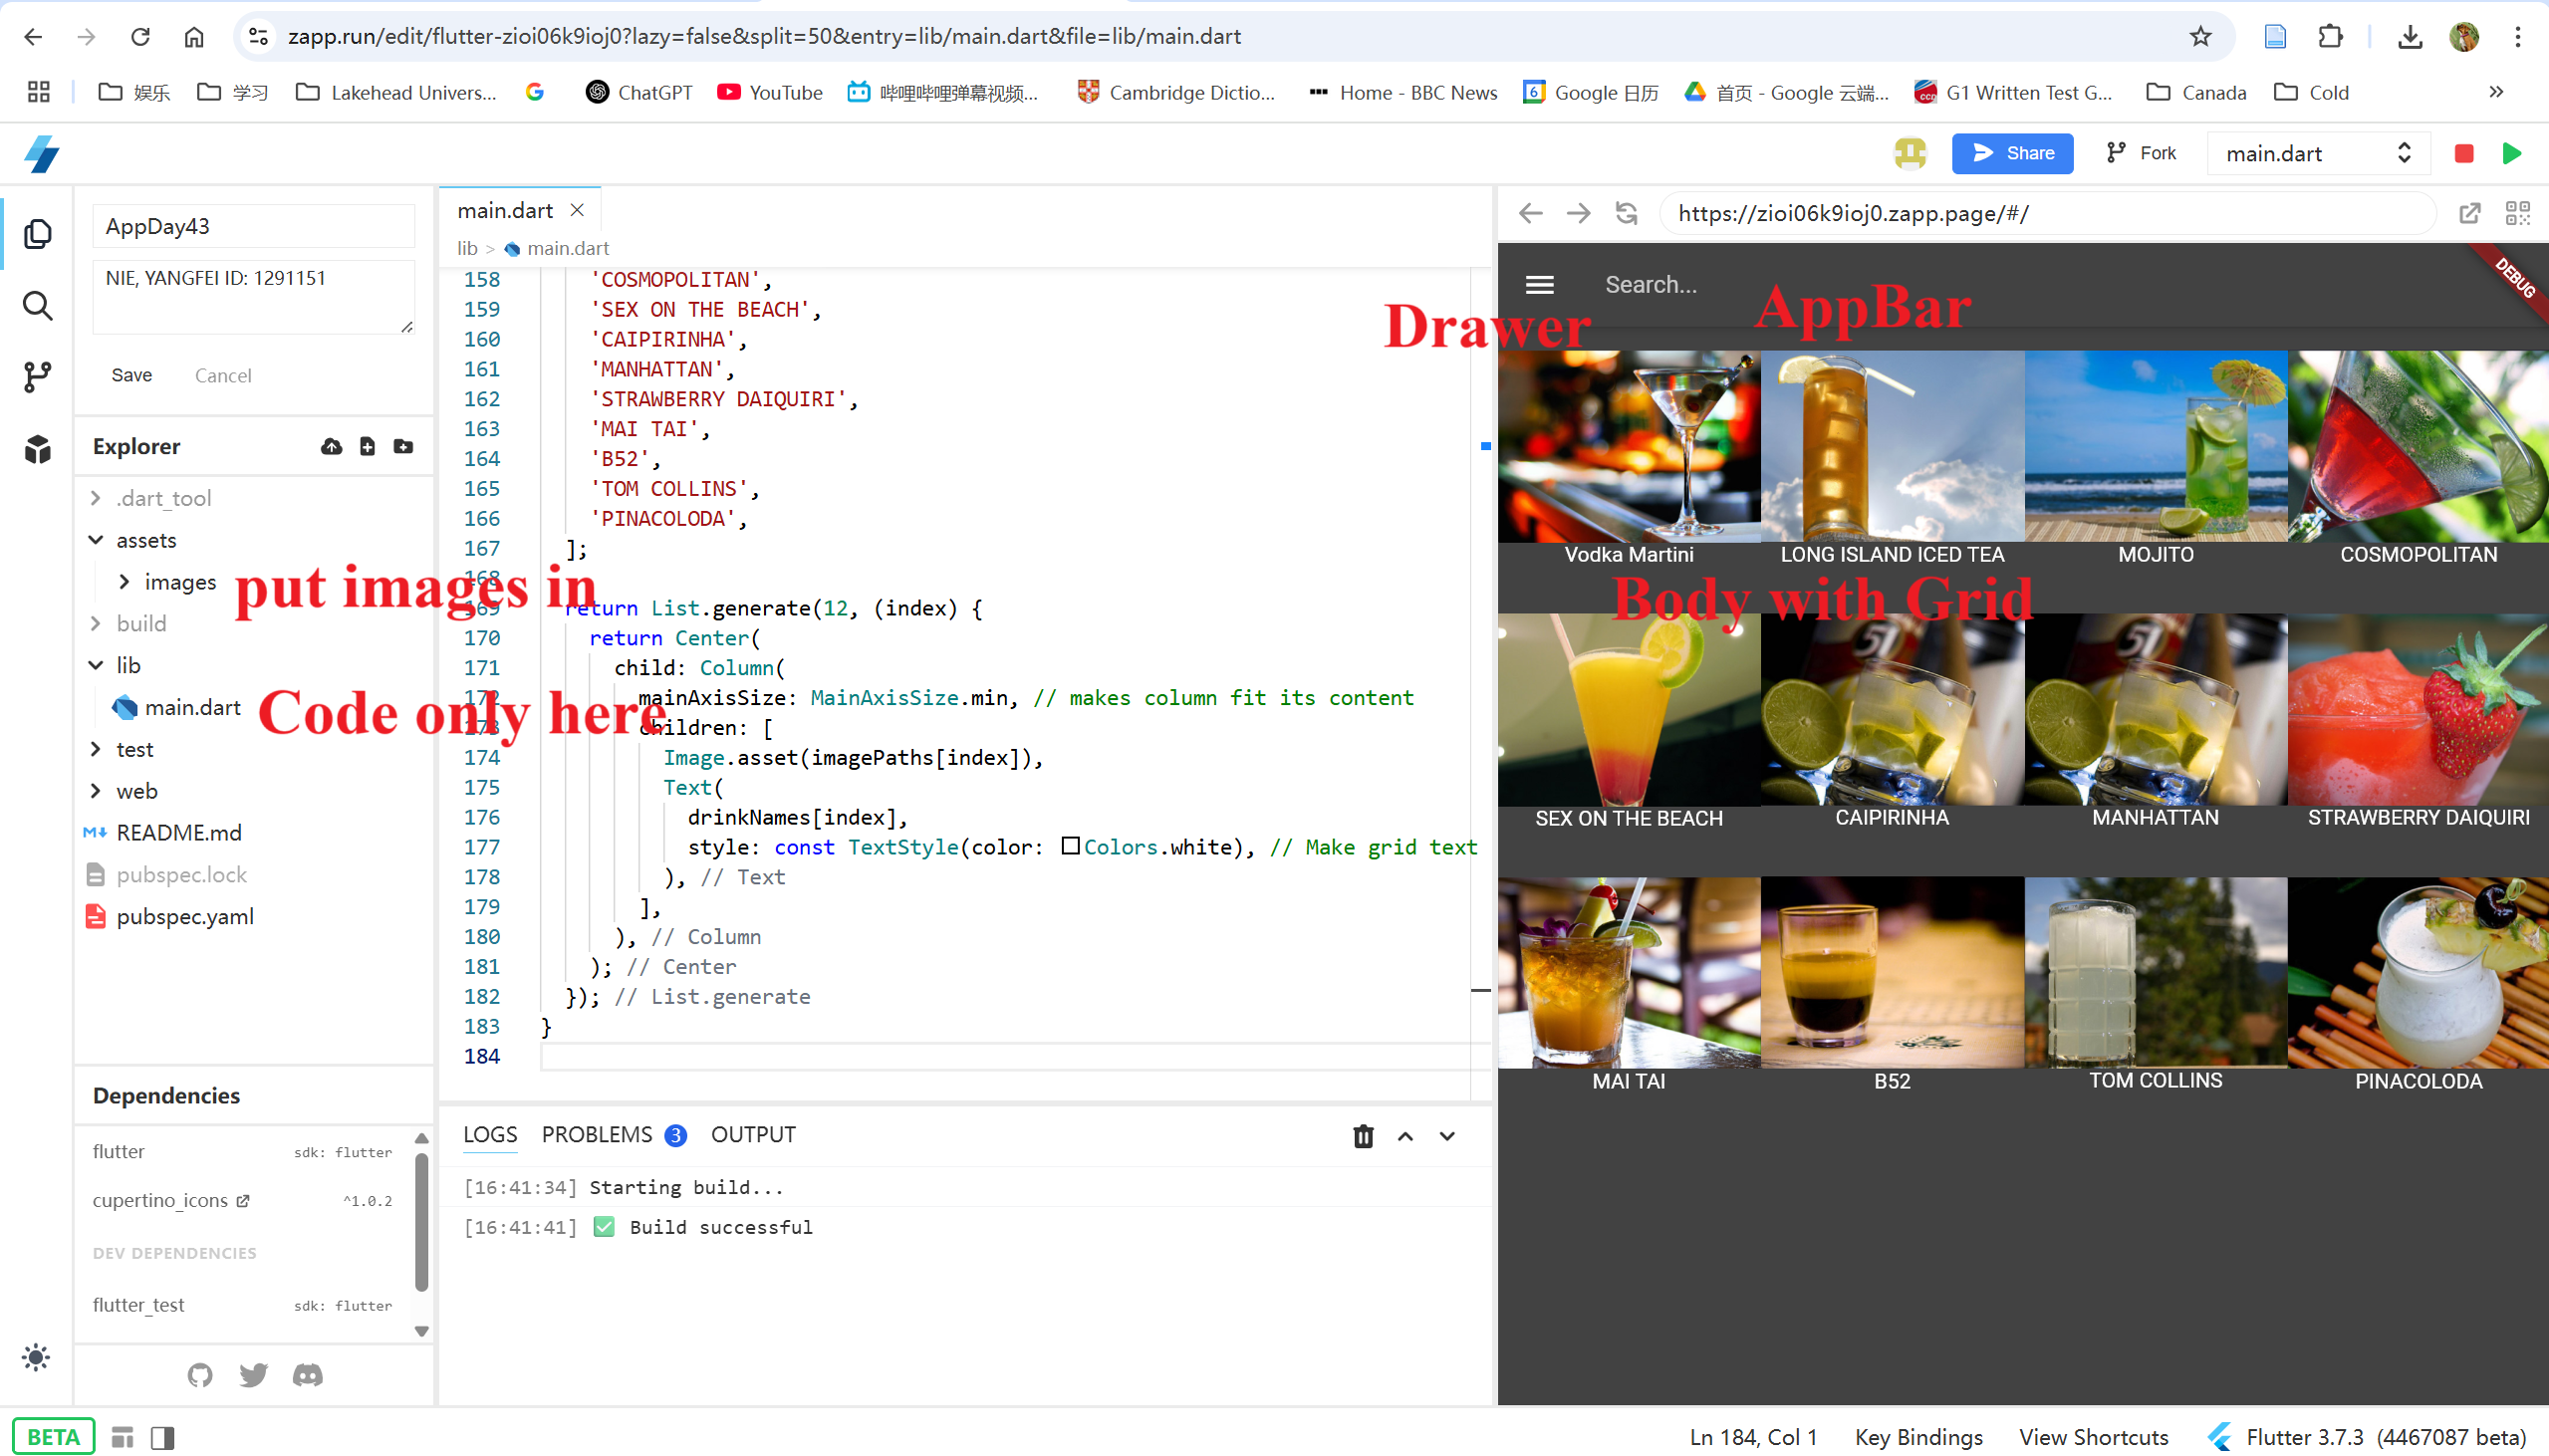 zapp.run/edit/flutter-zioi06k9ioj0?lazy=false&split=50&entry=lib/main.dart&file=lib/main.dart
娱乐
学习
Lakehead Univers...
ChatGPT
YouTube
哔哩哔哩弹幕视频...
Cambridge Dictio...
Home - BBC News
Google 日历
首页 - Google 云端...
G1 Written Test G...
Canada
Cold
Share
Fork
main.dart
AppDay43
NIE, YANGFEI ID: 1291151
Save Cancel
Explorer
.dart_tool
assets
images
put images in
build
lib
main.dart
Code only here
test
web
README.md
pubspec.lock
pubspec.yaml
Dependencies
flutter sdk: flutter
cupertino_icons ^1.0.2
DEV DEPENDENCIES
flutter_test sdk: flutter
main.dart
lib > main.dart
158 'COSMOPOLITAN',
159 'SEX ON THE BEACH',
160 'CAIPIRINHA',
161 'MANHATTAN',
162 'STRAWBERRY DAIQUIRI',
163 'MAI TAI',
164 'B52',
165 'TOM COLLINS',
166 'PINACOLODA',
167 ];
168
169 return List.generate(12, (index) {
170 return Center(
171 child: Column(
172 mainAxisSize: MainAxisSize.min, // makes column fit its content
173 children: [
174 Image.asset(imagePaths[index]),
175 Text(
176 drinkNames[index],
177 style: const TextStyle(color: Colors.white), // Make grid text
178 ), // Text
179 ],
180 ), // Column
181 ); // Center
182 }); // List.generate
183 }
184
LOGS PROBLEMS 3 OUTPUT
[16:41:34] Starting build...
[16:41:41] Build successful
https://zioi06k9ioj0.zapp.page/#/
Search...
DEBUG
Drawer
AppBar
Vodka Martini
LONG ISLAND ICED TEA
MOJITO
COSMOPOLITAN
Body with Grid
51
51
SEX ON THE BEACH
CAIPIRINHA
MANHATTAN
STRAWBERRY DAIQUIRI
MAI TAI
B52
TOM COLLINS
PINACOLODA
BETA
Ln 184, Col 1
Key Bindings
View Shortcuts
Flutter 3.7.3 (4467087 beta)